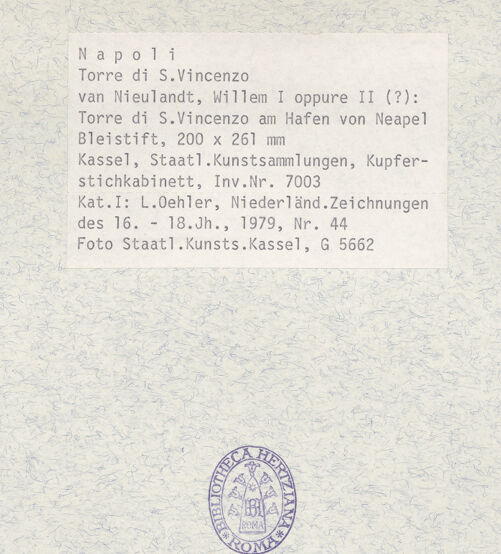 N a p o l i
Torre di S.Vincenzo
van Nieulandt, Willem I oppure II (?):
Torre di S.Vincenzo am Hafen von Neapel
Bleistift, 200 x 261 mm
Kassel, Staatl.Kunstsammlungen, Kupfer-
stichkabinett, Inv.Nr. 7003
Kat.I: L.Oehler, Niederländ.Zeichnungen
des 16. - 18.Jh., 1979, Nr. 44
Foto Staatl.Kunsts.Kassel, G 5662
BIBLIOTHECA HERTZIANA
ROMA
*ROMA*